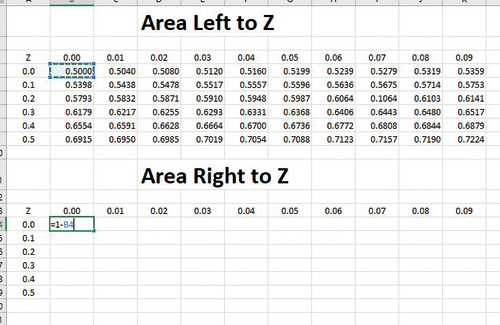 A B C D E F G H I J K
Area Left to Z
Z 0.00 0.01 0.02 0.03 0.04 0.05 0.06 0.07 0.08 0.09
0.0 0.5000 0.5040 0.5080 0.5120 0.5160 0.5199 0.5239 0.5279 0.5319 0.5359
0.1 0.5398 0.5438 0.5478 0.5517 0.5557 0.5596 0.5636 0.5675 0.5714 0.5753
0.2 0.5793 0.5832 0.5871 0.5910 0.5948 0.5987 0.6064 0.1064 0.6103 0.6141
0.3 0.6179 0.6217 0.6255 0.6293 0.6331 0.6368 0.6406 0.6443 0.6480 0.6517
0.4 0.6554 0.6591 0.6628 0.6664 0.6700 0.6736 0.6772 0.6808 0.6844 0.6879
0.5 0.6915 0.6950 0.6985 0.7019 0.7054 0.7088 0.7123 0.7157 0.7190 0.7224
Area Right to Z
Z 0.00 0.01 0.02 0.03 0.04 0.05 0.06 0.07 0.08 0.09
0.0 =1-B4
0.1
0.2
0.3
0.4
0.5